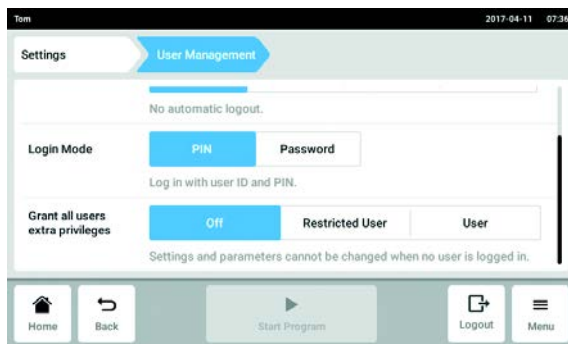 Tom 2017-04-11 07:36
Settings User Management
No automatic logout.
Login Mode PIN Password
Log in with user ID and PIN.
Grant all users
extra privileges Off Restricted User User
Settings and parameters cannot be changed when no user is logged in.
Home Back Start Program Logout Menu